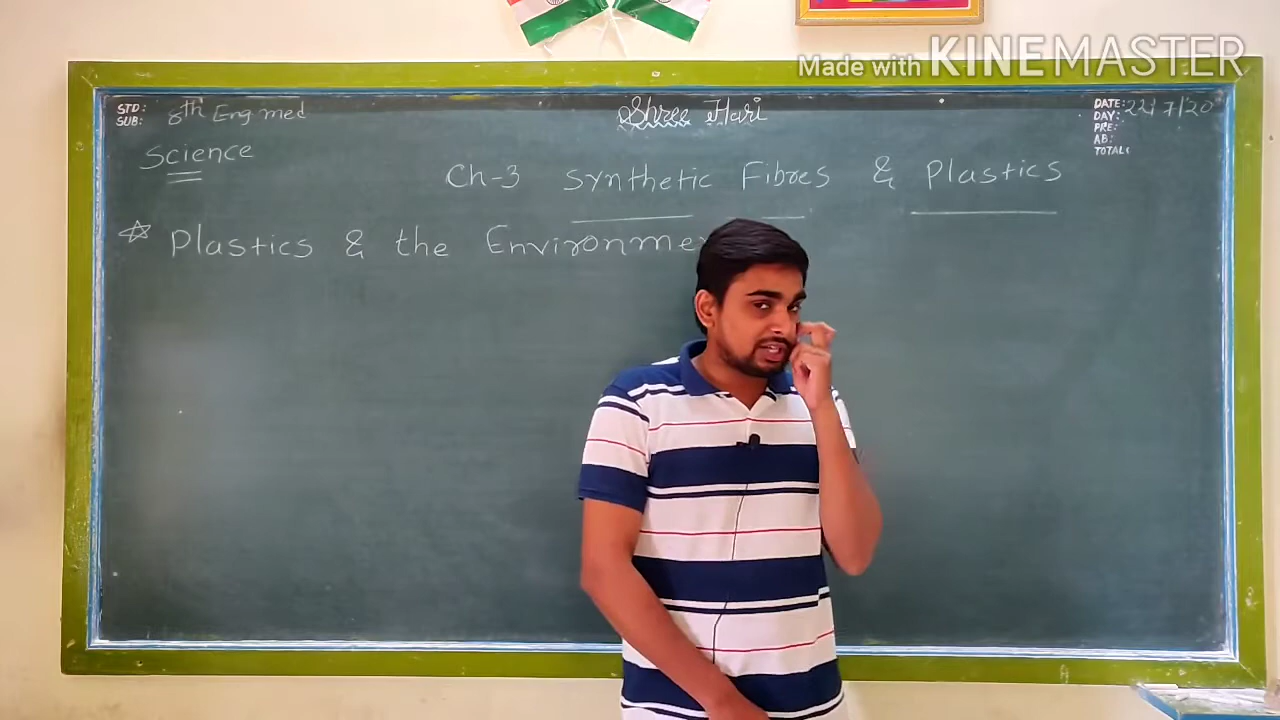 Made with KINEMASTER
STD: 8th Eng med
SUB:
Shree Hari
DATE: 22/7/20
DAY:
PRE:
AB:
TOTAL:
Science
Ch-3 Synthetic Fibres & Plastics
☆ Plastics & the Environme